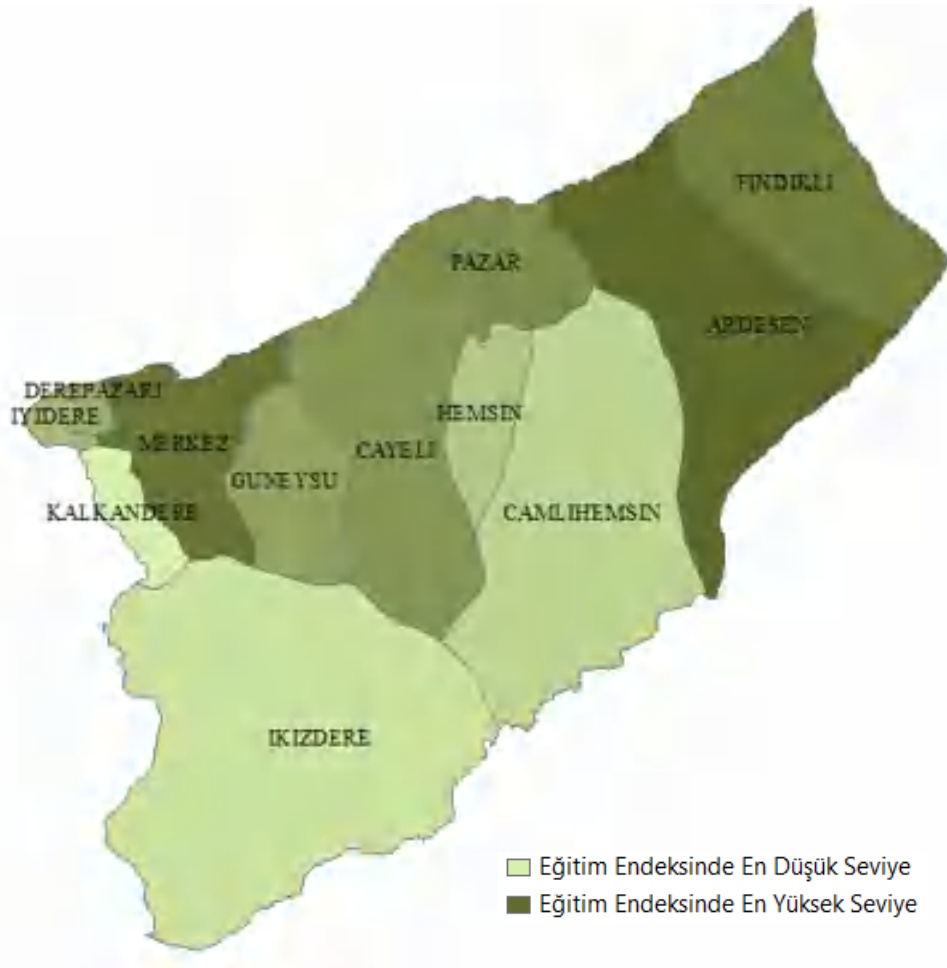 FINDIKLI
PAZAR
ARDESEN
DEREPAZARI
IYIDERE
HEMSIN
MERKEZ
CAYELI
GUNEYSU
KALKANDERE
CAMLIHEMSIN
IKIZDERE
Eğitim Endeksinde En Düşük Seviye
Eğitim Endeksinde En Yüksek Seviye